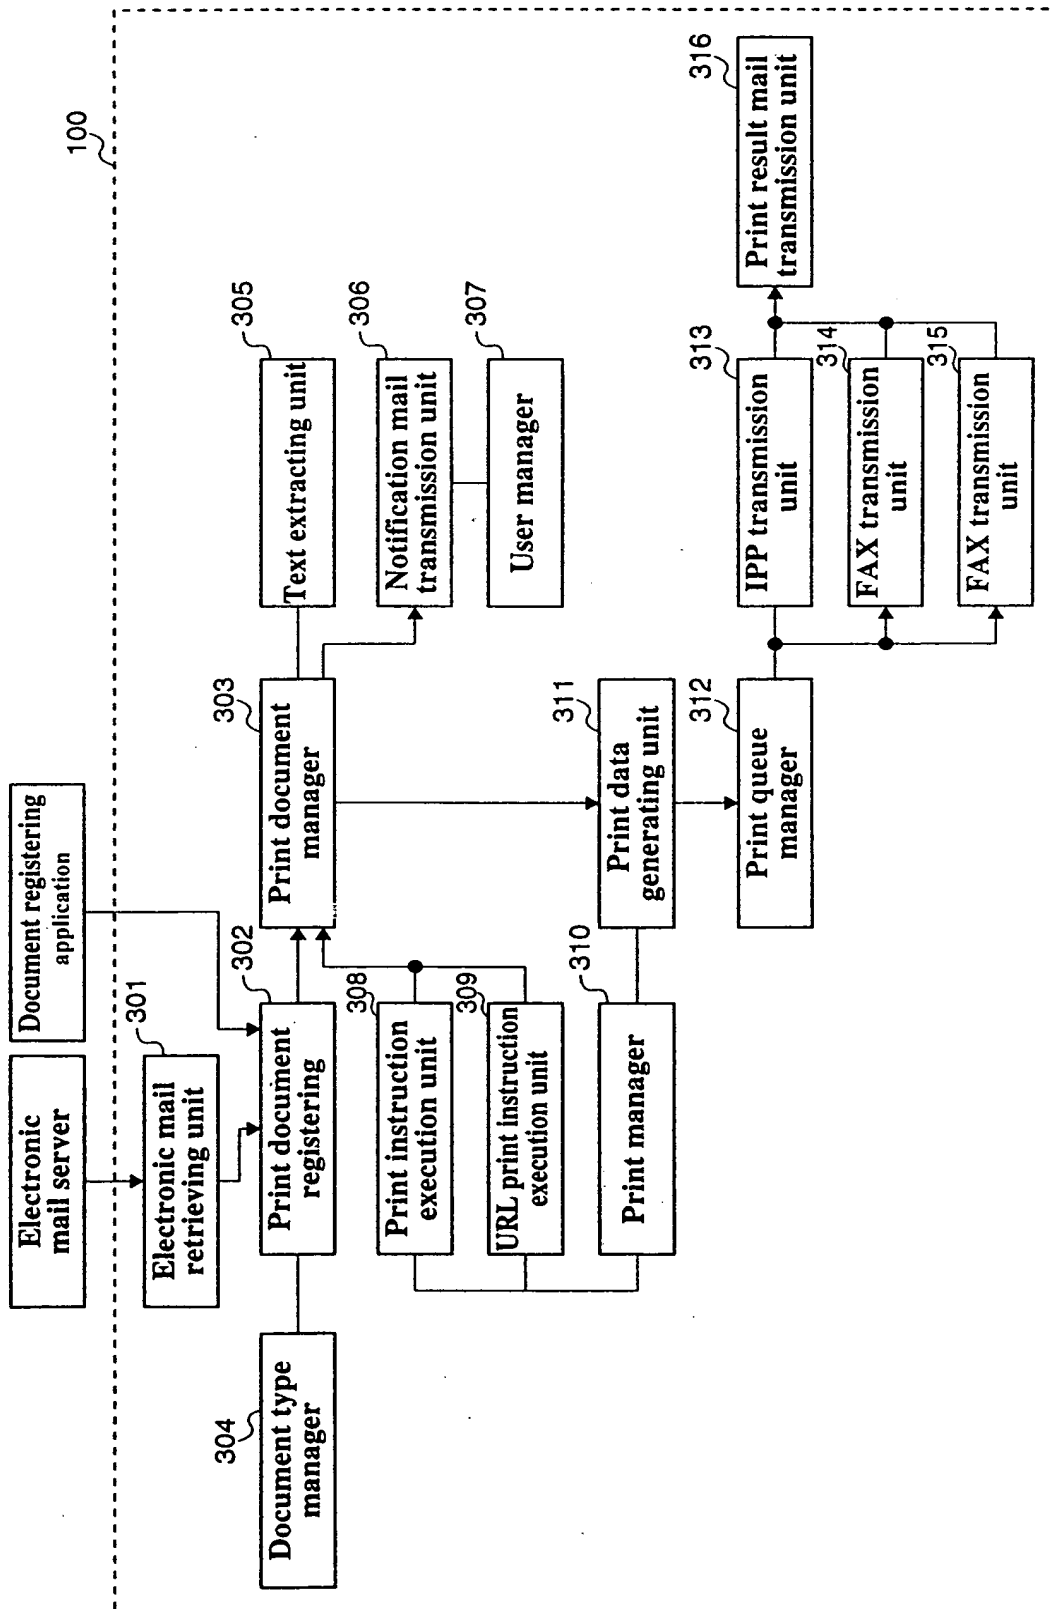 Electronic
mail server
Document registering
application
100
301
Electronic mail
retrieving unit
304
Document type
manager
302
Print document
registering
303
Print document
manager
305
Text extracting unit
308
Print instruction
execution unit
306
Notification mail
transmission unit
309
URL print instruction
execution unit
307
User manager
310
Print manager
311
Print data
generating unit
312
Print queue
manager
313
IPP transmission
unit
316
Print result mail
transmission unit
314
FAX transmission
unit
315
FAX transmission
unit